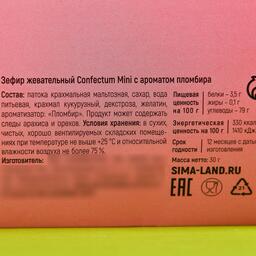 Зефир жевательный Confectum Mini с ароматом пломбира
Состав: патока крахмальная мальтозная, сахар, вода
питьевая, крахмал кукурузный, декстроза, желатин,
ароматизатор: «Пломбир». Продукт может содержать
следы арахиса и орехов. Условия хранения: в сухих,
чистых, хорошо вентилируемых складских помеще-
ниях при температуре не выше +25 °С и относительной
влажности воздуха не более 75 %.
Изготовитель:
Пищевая
ценность
на 100 г
белки – 3,5 г
жиры – 0,1 г
углеводы – 79 г
Энергетическая
ценность на 100 г
330 ккал
1410 кДж
Срок
годности
12 месяцев с даты
изготовления
Масса нетто: 30 г
SIMA-LAND.RU
EAC
21